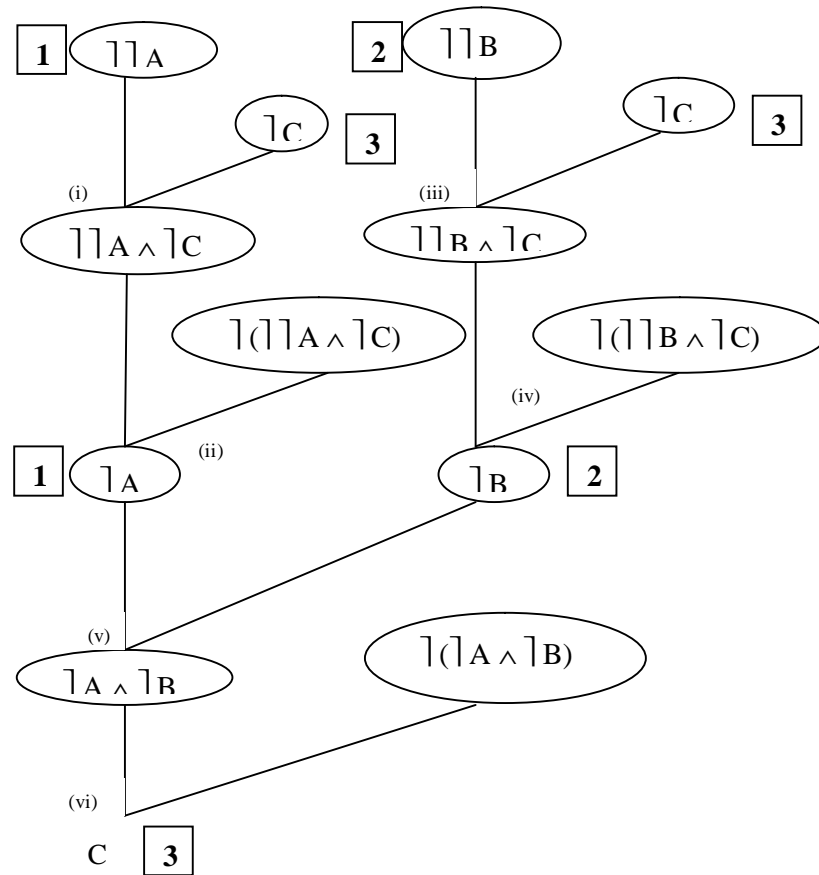 1 ⏋⏋A 2 ⏋⏋B
⏋C 3 ⏋C 3
(i) (iii)
⏋⏋A ∧ ⏋C ⏋⏋B ∧ ⏋C
⏋(⏋⏋A ∧ ⏋C) ⏋(⏋⏋B ∧ ⏋C)
(iv)
(ii)
1 ⏋A ⏋B 2
(v)
⏋(⏋A ∧ ⏋B)
⏋A ∧ ⏋B
(vi)
C 3